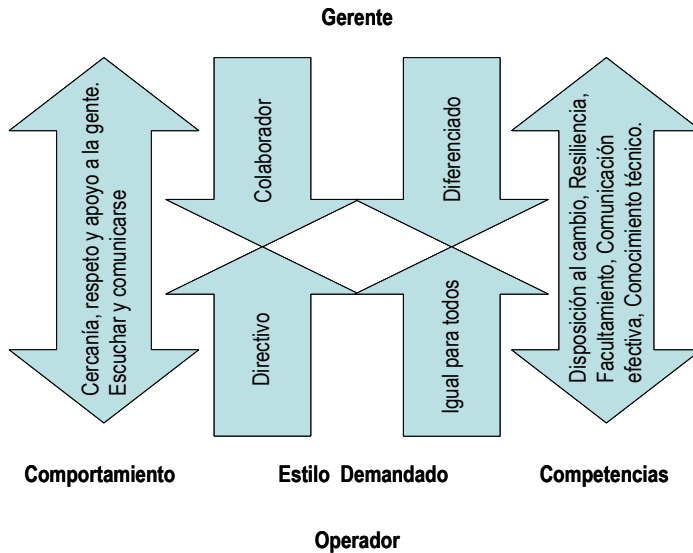 Gerente
Cercanía, respeto y apoyo a la gente.
Escuchar y comunicarse
Colaborador
Directivo
Diferenciado
Igual para todos
Disposición al cambio, Resiliencia,
Facultamiento, Comunicación
efectiva, Conocimiento técnico.
Comportamiento
Estilo Demandado
Competencias
Operador